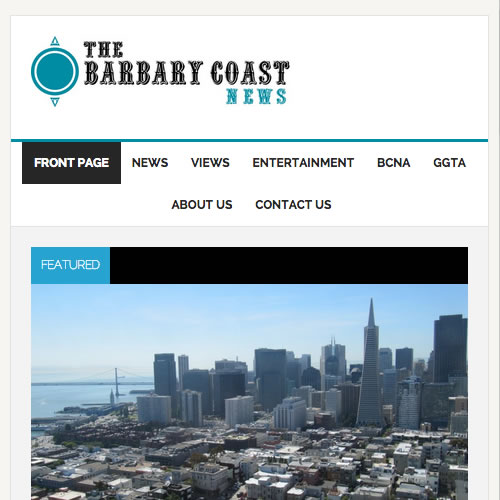 THE
BARBARY COAST
NEWS
FRONT PAGE NEWS VIEWS ENTERTAINMENT BCNA GGTA
ABOUT US CONTACT US
FEATURED